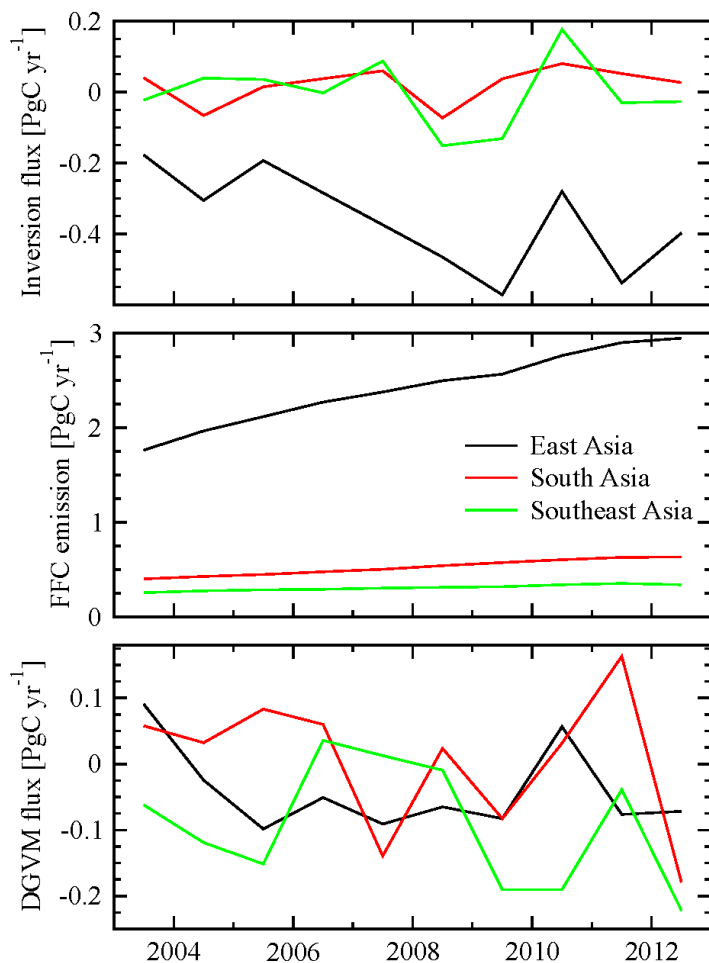 Inversion flux [PgC yr-1]
0.2
0
-0.2
-0.4
FFC emission [PgC yr-1]
3
2
1
0
East Asia
South Asia
Southeast Asia
DGVM flux [PgC yr-1]
0.1
0
-0.1
-0.2
2004 2006 2008 2010 2012